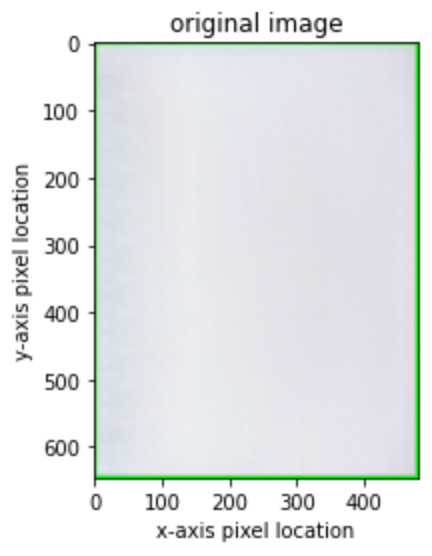 original image
0
100
200
300
400
500
600
y-axis pixel location
0 100 200 300 400
x-axis pixel location